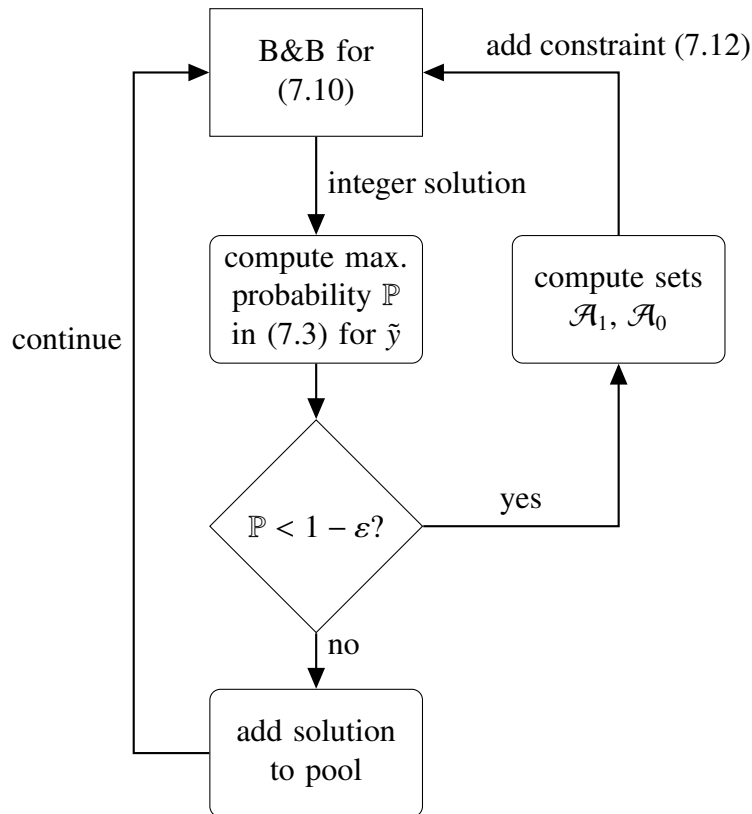 B&B for
(7.10)
add constraint (7.12)
integer solution
compute max.
probability ℙ
in (7.3) for ỹ
compute sets
𝒜₁, 𝒜₀
continue
ℙ < 1 − ε?
yes
no
add solution
to pool